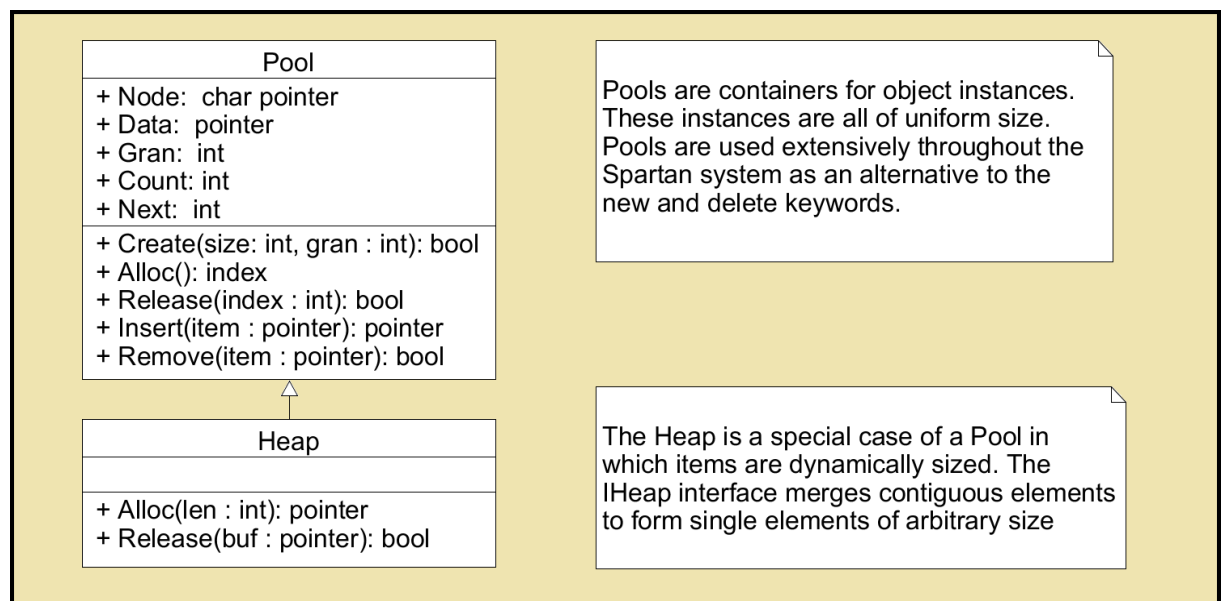 Pool
+ Node: char pointer
+ Data: pointer
+ Gran: int
+ Count: int
+ Next: int
+ Create(size: int, gran : int): bool
+ Alloc(): index
+ Release(index : int): bool
+ Insert(item : pointer): pointer
+ Remove(item : pointer): bool
Pools are containers for object instances.
These instances are all of uniform size.
Pools are used extensively throughout the
Spartan system as an alternative to the
new and delete keywords.
Heap
+ Alloc(len : int): pointer
+ Release(buf : pointer): bool
The Heap is a special case of a Pool in
which items are dynamically sized. The
IHeap interface merges contiguous elements
to form single elements of arbitrary size